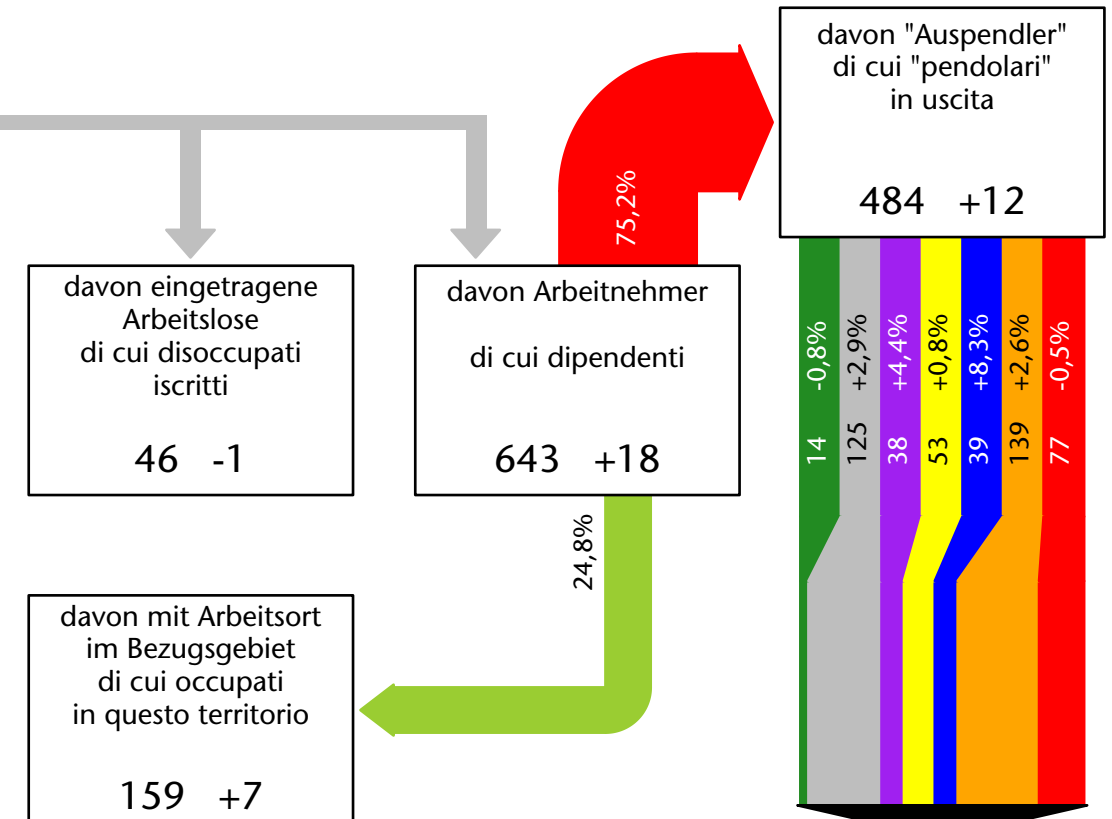 davon "Auspendler"
di cui "pendolari"
in uscita
484 +12
75,2%
davon eingetragene
Arbeitslose
di cui disoccupati
iscritti
46 -1
davon Arbeitnehmer
di cui dipendenti
643 +18
14 -0,8%
125 +2,9%
38 +4,4%
53 +0,8%
39 +8,3%
139 +2,6%
77 -0,5%
24,8%
davon mit Arbeitsort
im Bezugsgebiet
di cui occupati
in questo territorio
159 +7